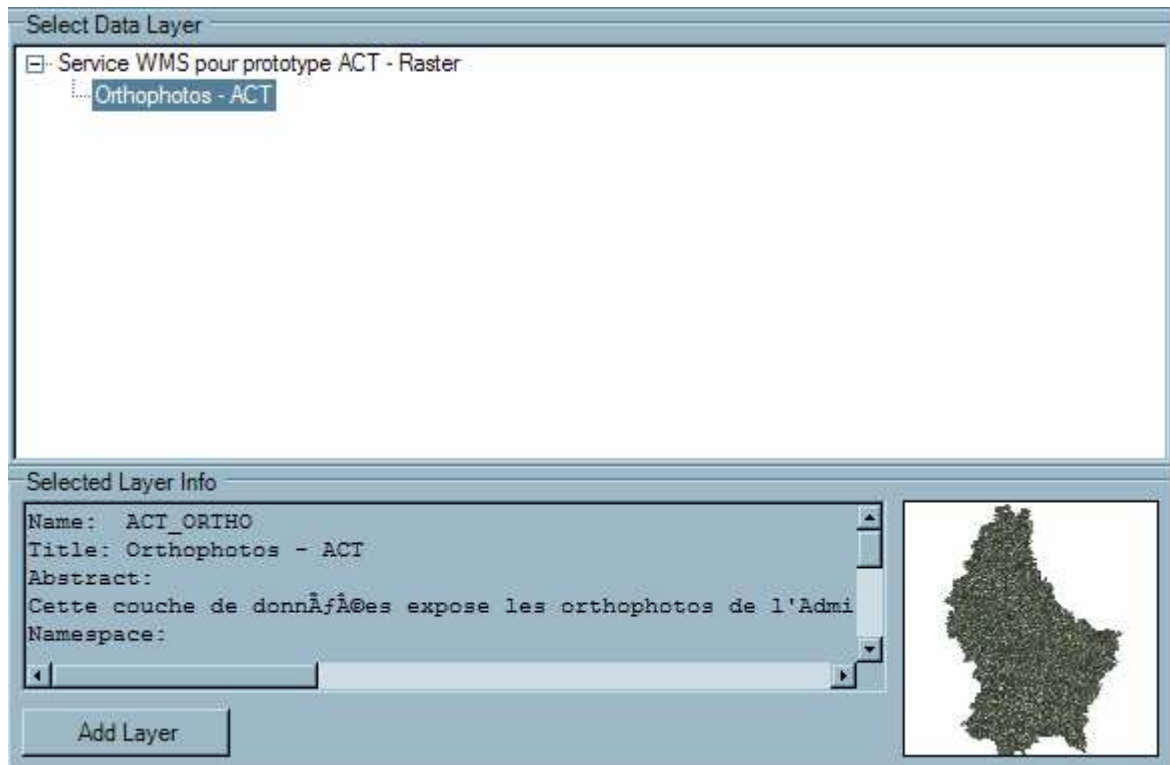 Select Data Layer
Service WMS pour prototype ACT - Raster
Orthophotos - ACT
Selected Layer Info
Name: ACT_ORTHO
Title: Orthophotos - ACT
Abstract:
Cette couche de donnÃƒÂ©es expose les orthophotos de l'Admi
Namespace:
Add Layer